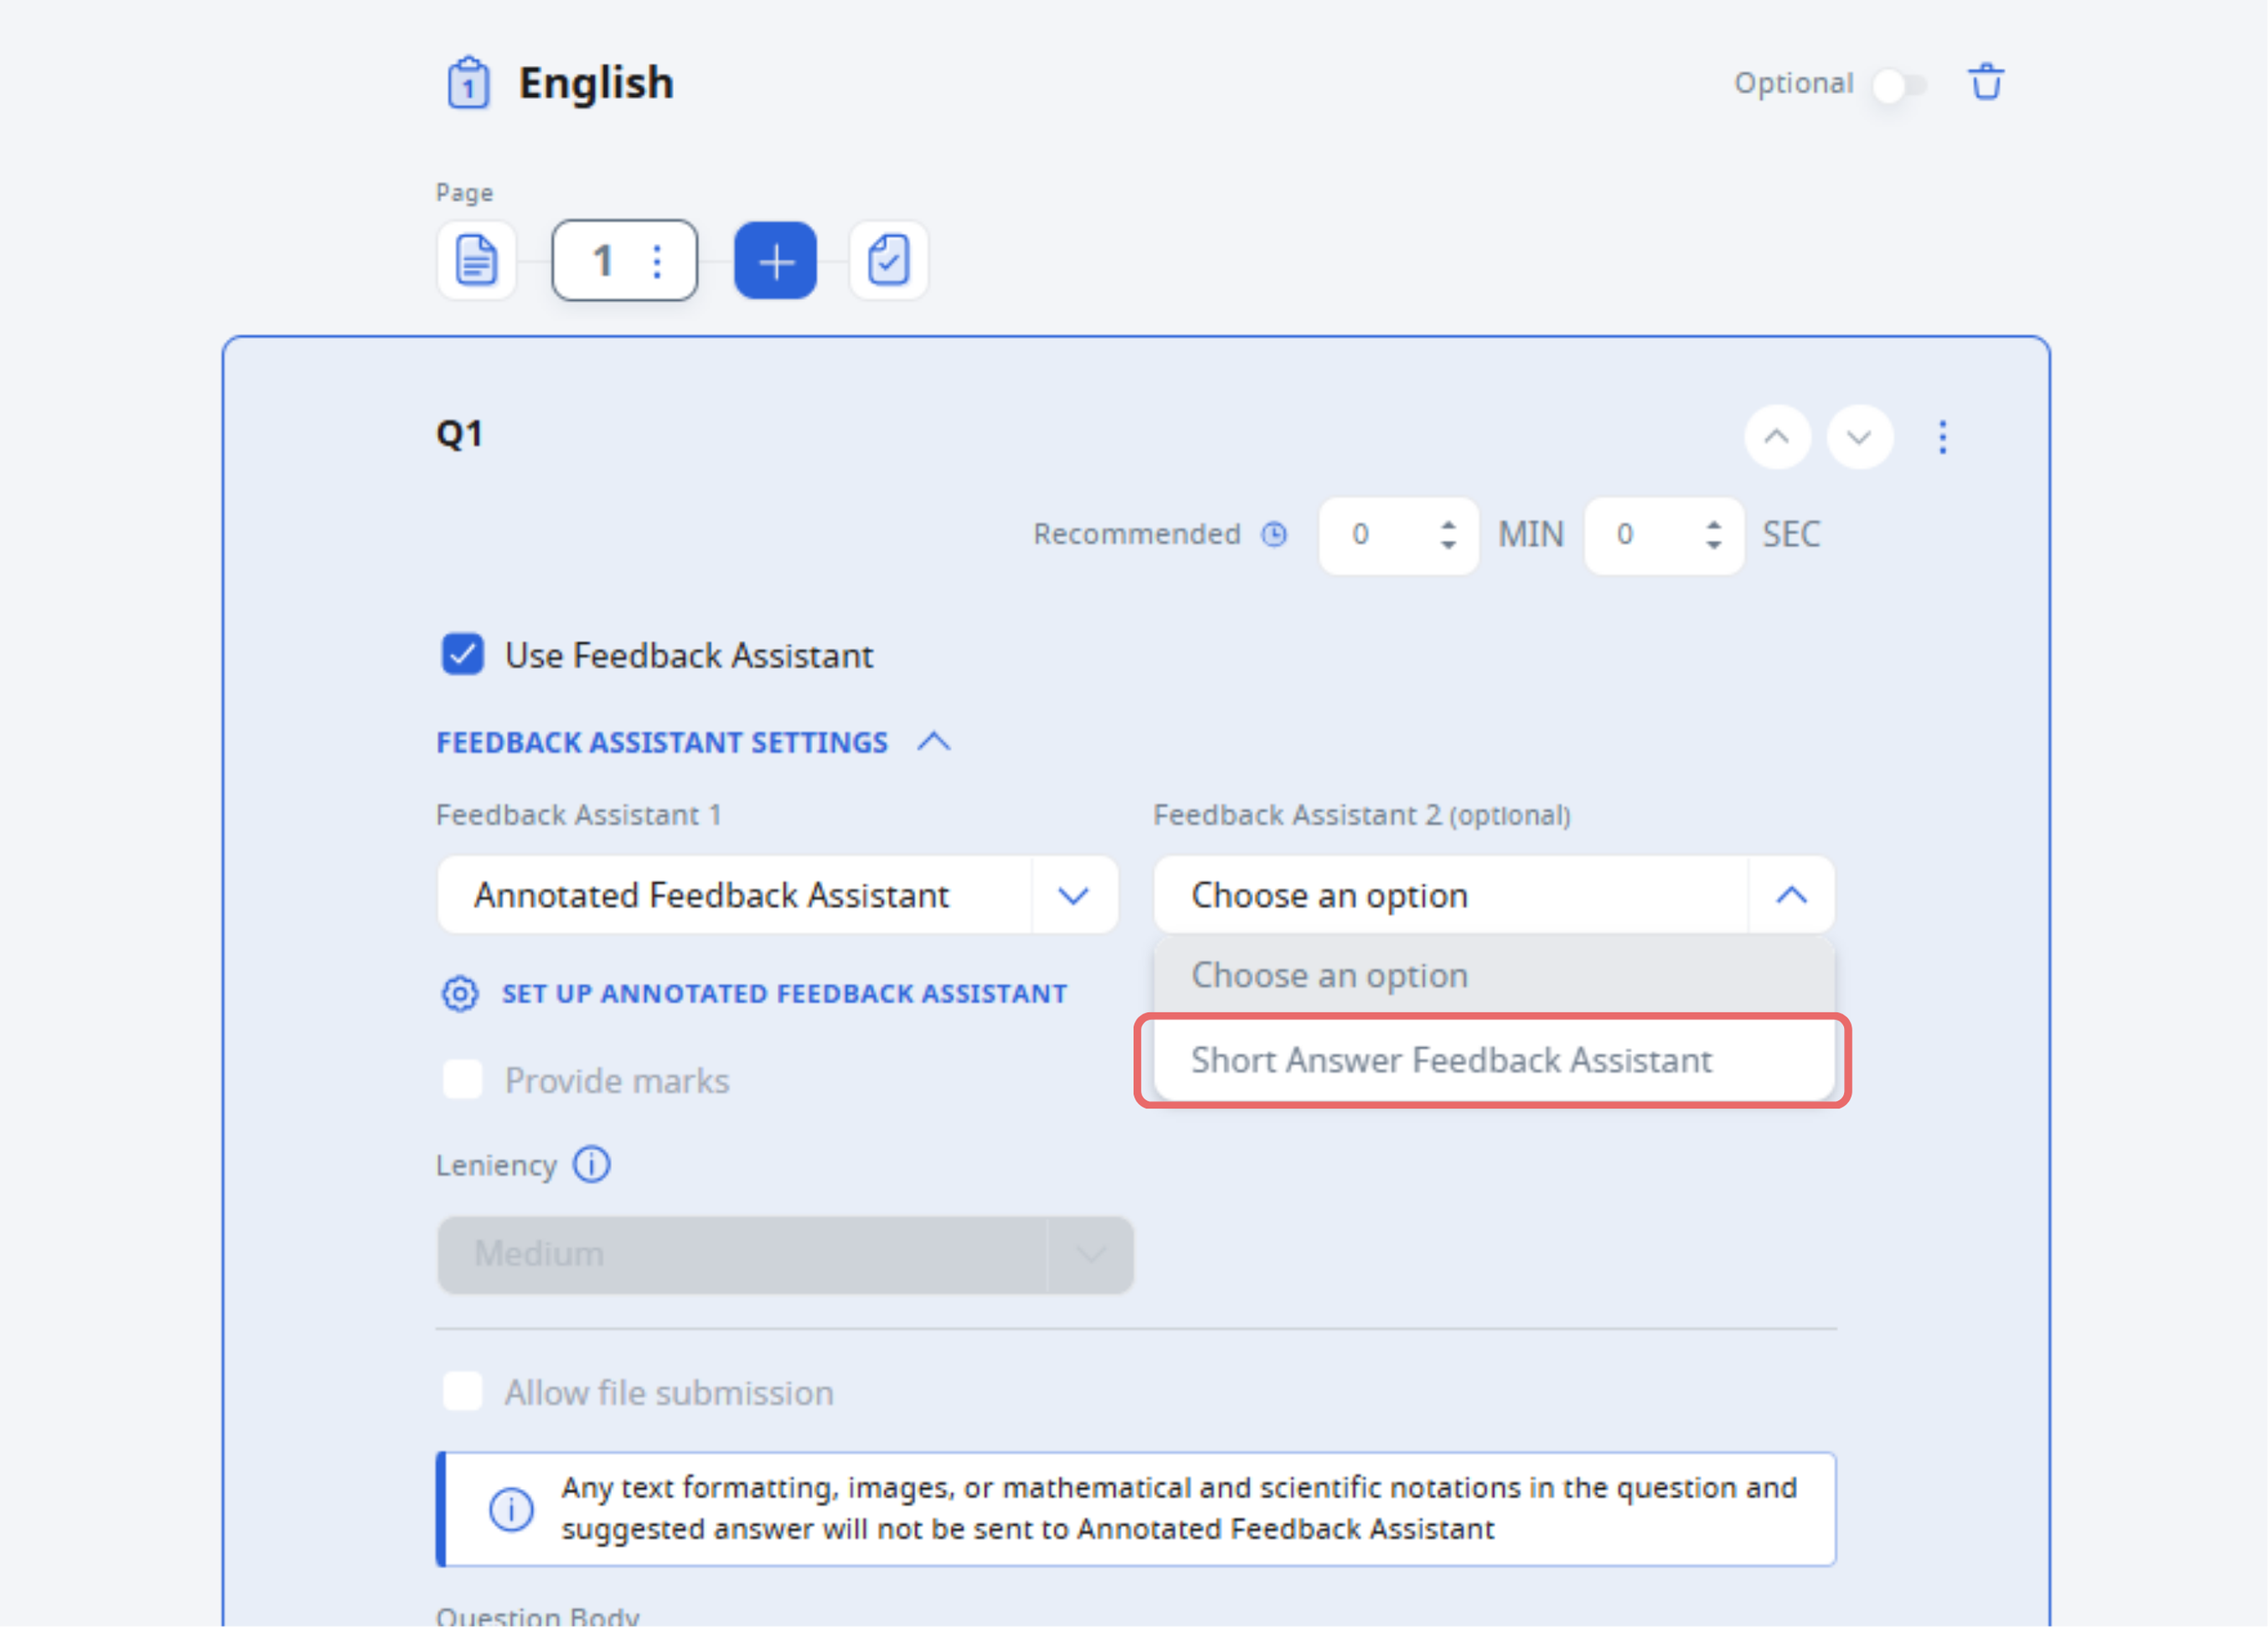 1 English
Optional
Page
1
Q1
Recommended 0 MIN 0 SEC
Use Feedback Assistant
FEEDBACK ASSISTANT SETTINGS
Feedback Assistant 1
Feedback Assistant 2 (optional)
Annotated Feedback Assistant
Choose an option
Choose an option
SET UP ANNOTATED FEEDBACK ASSISTANT
Short Answer Feedback Assistant
Provide marks
Leniency
Medium
Allow file submission
Any text formatting, images, or mathematical and scientific notations in the question and
suggested answer will not be sent to Annotated Feedback Assistant
Question Body